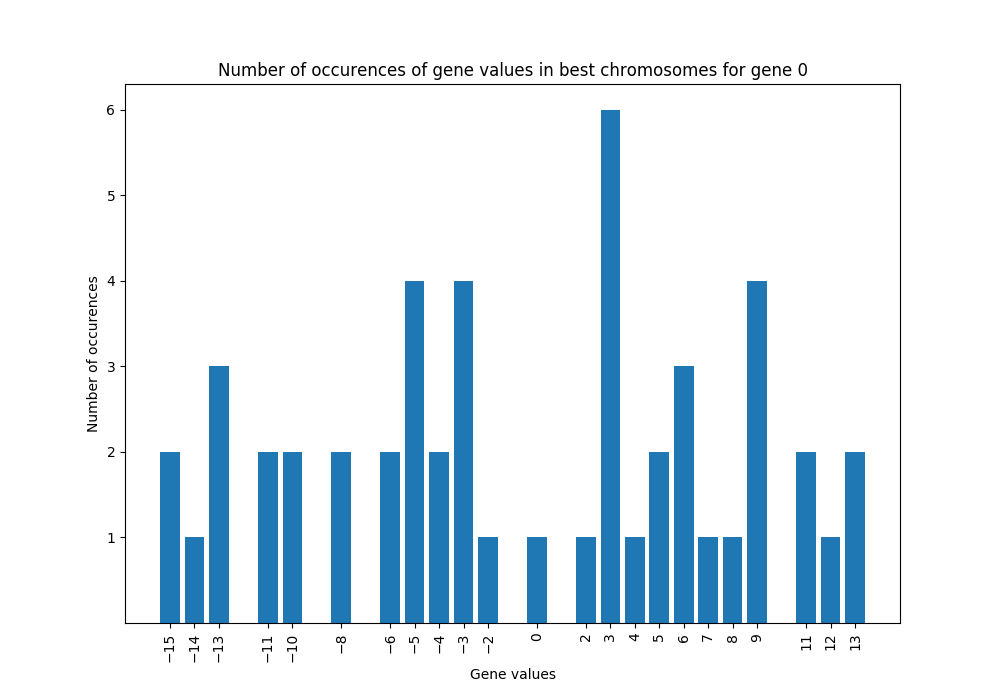 Number of occurences of gene values in best chromosomes for gene 0
6
5
4
3
2
1
Number of occurences
−15 −14 −13 −11 −10 −8 −6 −5 −4 −3 −2 0 2 3 4 5 6 7 8 9 11 12 13
Gene values